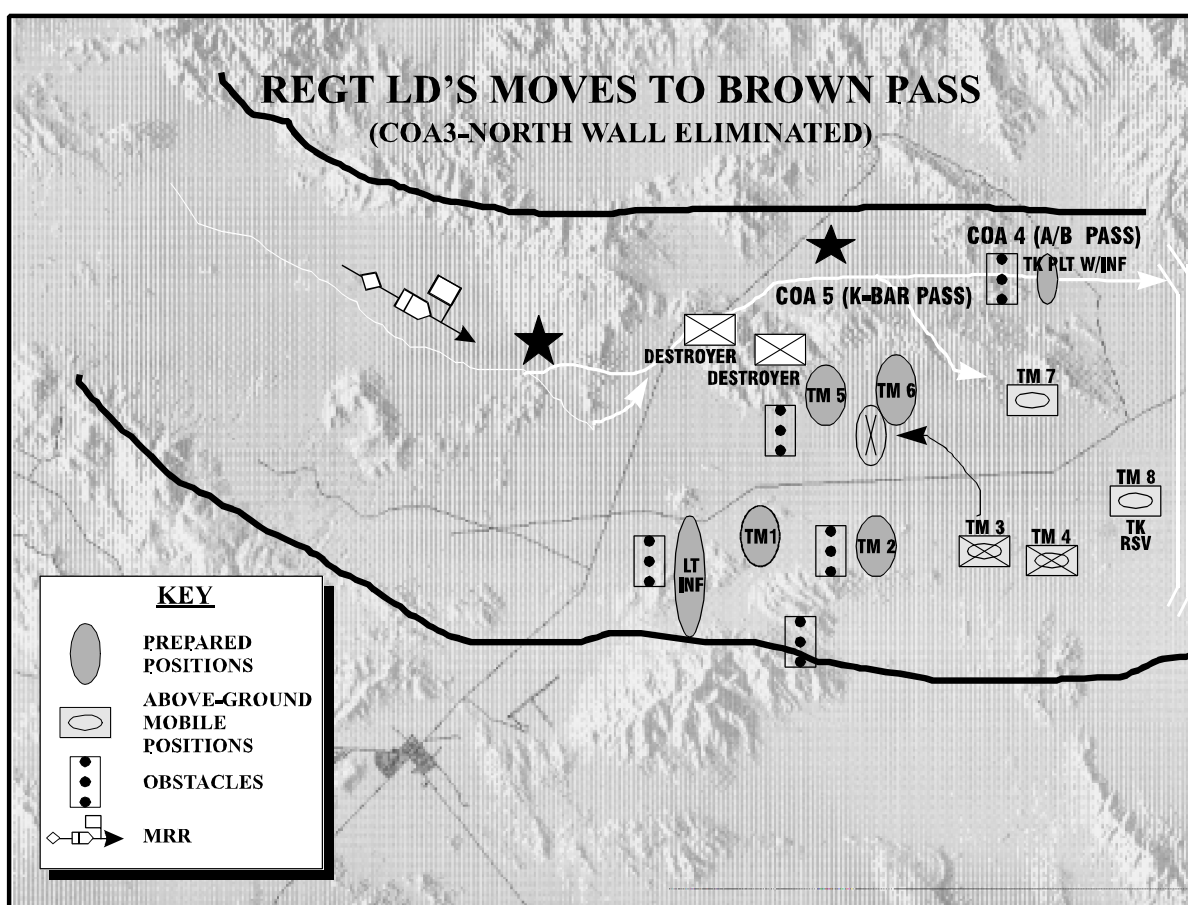 REGT LD'S MOVES TO BROWN PASS
(COA3-NORTH WALL ELIMINATED)
COA 4 (A/B PASS)
TK PLT W/INF
COA 5 (K-BAR PASS)
DESTROYER
DESTROYER
TM 5
TM 6
TM 7
TM 8
TK
RSV
TM 3
TM 4
TM1
TM 2
LT
INF
KEY
PREPARED
POSITIONS
ABOVE-GROUND
MOBILE
POSITIONS
OBSTACLES
MRR